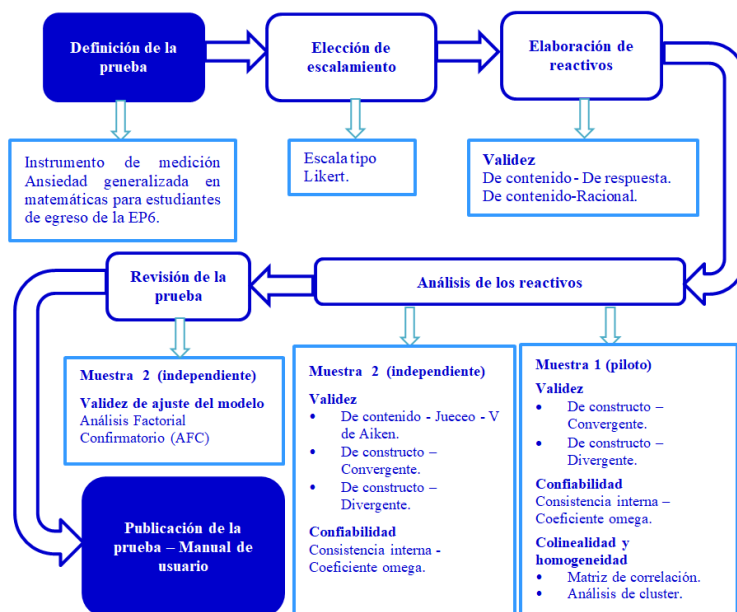 Definición de la
prueba
Elección de
escalamiento
Elaboración de
reactivos
Instrumento de medición
Ansiedad generalizada en
matemáticas para estudiantes
de egreso de la EP6.
Escala tipo
Likert.
Validez
De contenido - De respuesta.
De contenido-Racional.
Revisión de la
prueba
Análisis de los reactivos
Muestra 2 (independiente)
Validez de ajuste del modelo
Análisis Factorial
Confirmatorio (AFC)
Muestra 2 (independiente)
Validez
• De contenido - Jueceo - V
de Aiken.
• De constructo –
Convergente.
• De constructo –
Divergente.
Confiabilidad
Consistencia interna -
Coeficiente omega.
Muestra 1 (piloto)
Validez
• De constructo –
Convergente.
• De constructo –
Divergente.
Confiabilidad
Consistencia interna –
Coeficiente omega.
Colinealidad y
homogeneidad
• Matriz de correlación.
• Análisis de cluster.
Publicación de la
prueba – Manual de
usuario